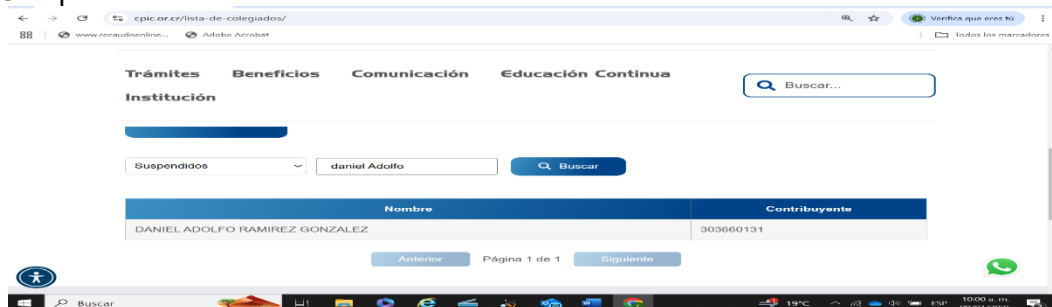 cpic.or.cr/lista-de-colegiados/
Verifica que eres tú
www.recaudoenline...
Adobe Acrobat
Todos los marcadores
Trámites Beneficios Comunicación Educación Continua
Institución
Buscar...
Suspendidos
daniel Adolfo
Buscar
Nombre Contribuyente
DANIEL ADOLFO RAMIREZ GONZALEZ 303660131
Anterior Página 1 de 1 Siguiente
Buscar
19°C
ESP
10:00 a. m.